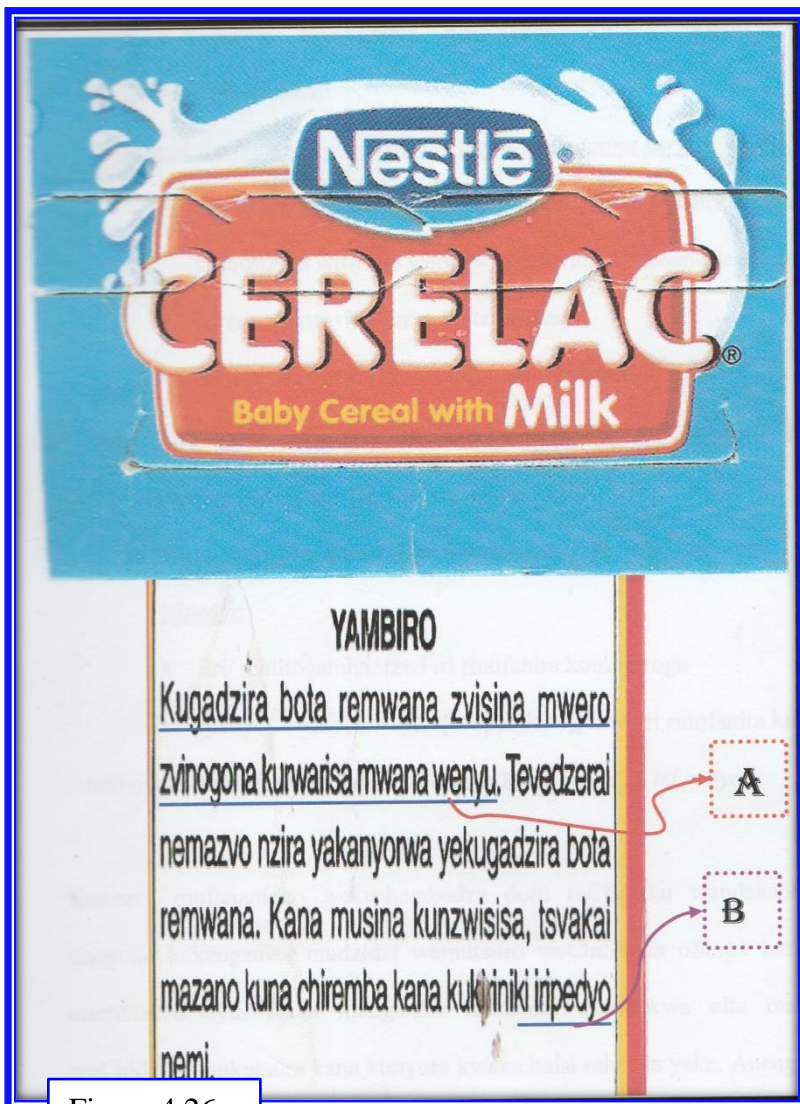 Nestlé
CERELAC®
Baby Cereal with Milk
YAMBIRO
Kugadzira bota remwana zvisina mwero
zvinogona kurwarisa mwana wenyu. Tevedzerai
nemazvo nzira yakanyorwa yekugadzira bota
remwana. Kana musina kunzwisisa, tsvakai
mazano kuna chiremba kana iripedyo
nemi.
A
B
Figure 4.26